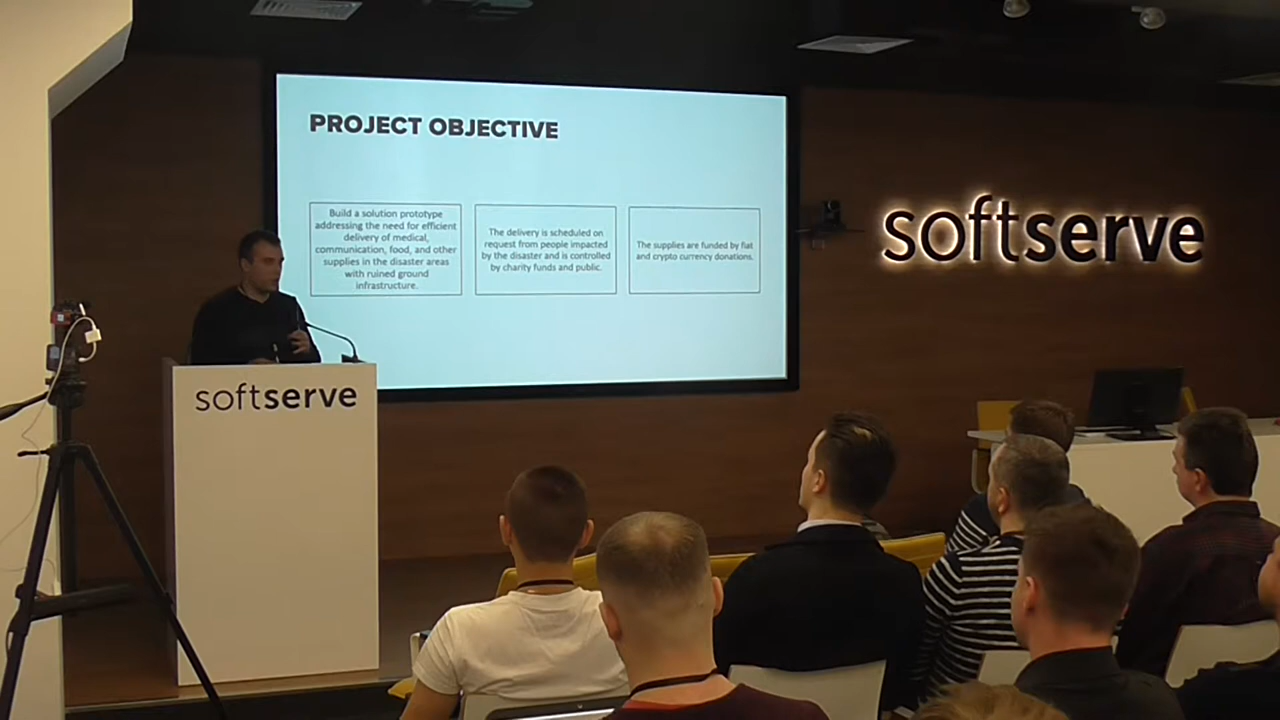 PROJECT OBJECTIVE
Build a solution prototype
addressing the need for efficient
delivery of medical,
communication, food, and other
supplies in the disaster areas
with ruined ground
infrastructure.
The delivery is scheduled on
request from people impacted
by the disaster and is controlled
by charity funds and public.
The supplies are funded by fiat
and crypto currency donations.
softserve
softserve